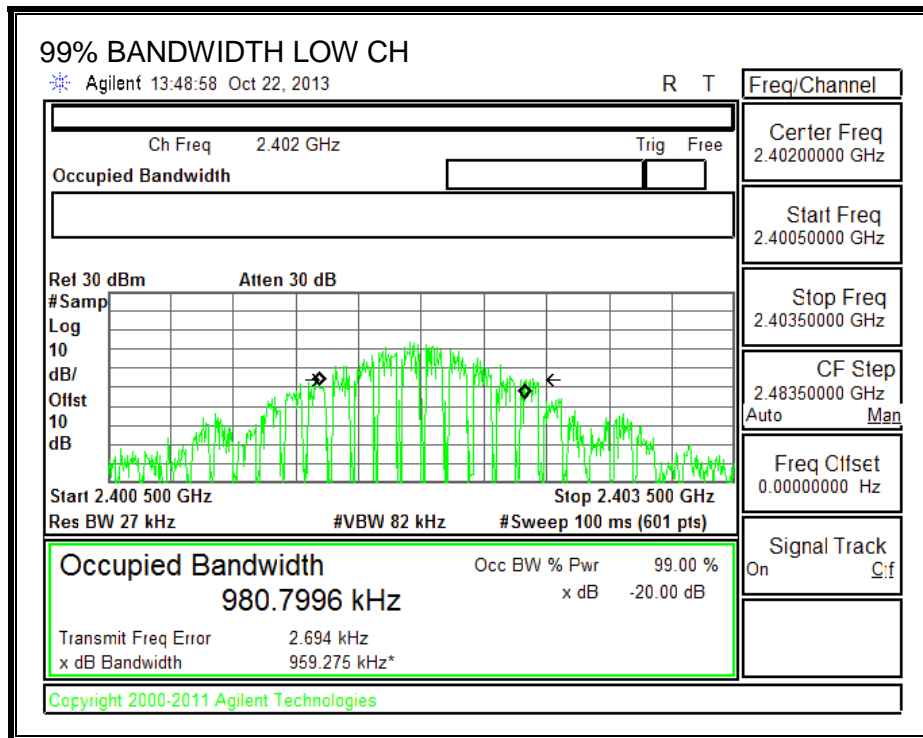 99% BANDWIDTH LOW CH
Agilent 13:48:58 Oct 22, 2013 R T
Freq/Channel
Ch Freq 2.402 GHz Trig Free
Occupied Bandwidth
Center Freq
2.40200000 GHz
Start Freq
2.40050000 GHz
Stop Freq
2.40350000 GHz
CF Step
2.48350000 GHz
Auto Man
Freq Offset
0.00000000 Hz
Signal Track
On Off
Ref 30 dBm Atten 30 dB
#Samp
Log
10
dB/
Offst
10
dB
Start 2.400 500 GHz Stop 2.403 500 GHz
Res BW 27 kHz #VBW 82 kHz #Sweep 100 ms (601 pts)
Occupied Bandwidth Occ BW % Pwr 99.00 %
980.7996 kHz x dB -20.00 dB
Transmit Freq Error 2.694 kHz
x dB Bandwidth 959.275 kHz*
Copyright 2000-2011 Agilent Technologies